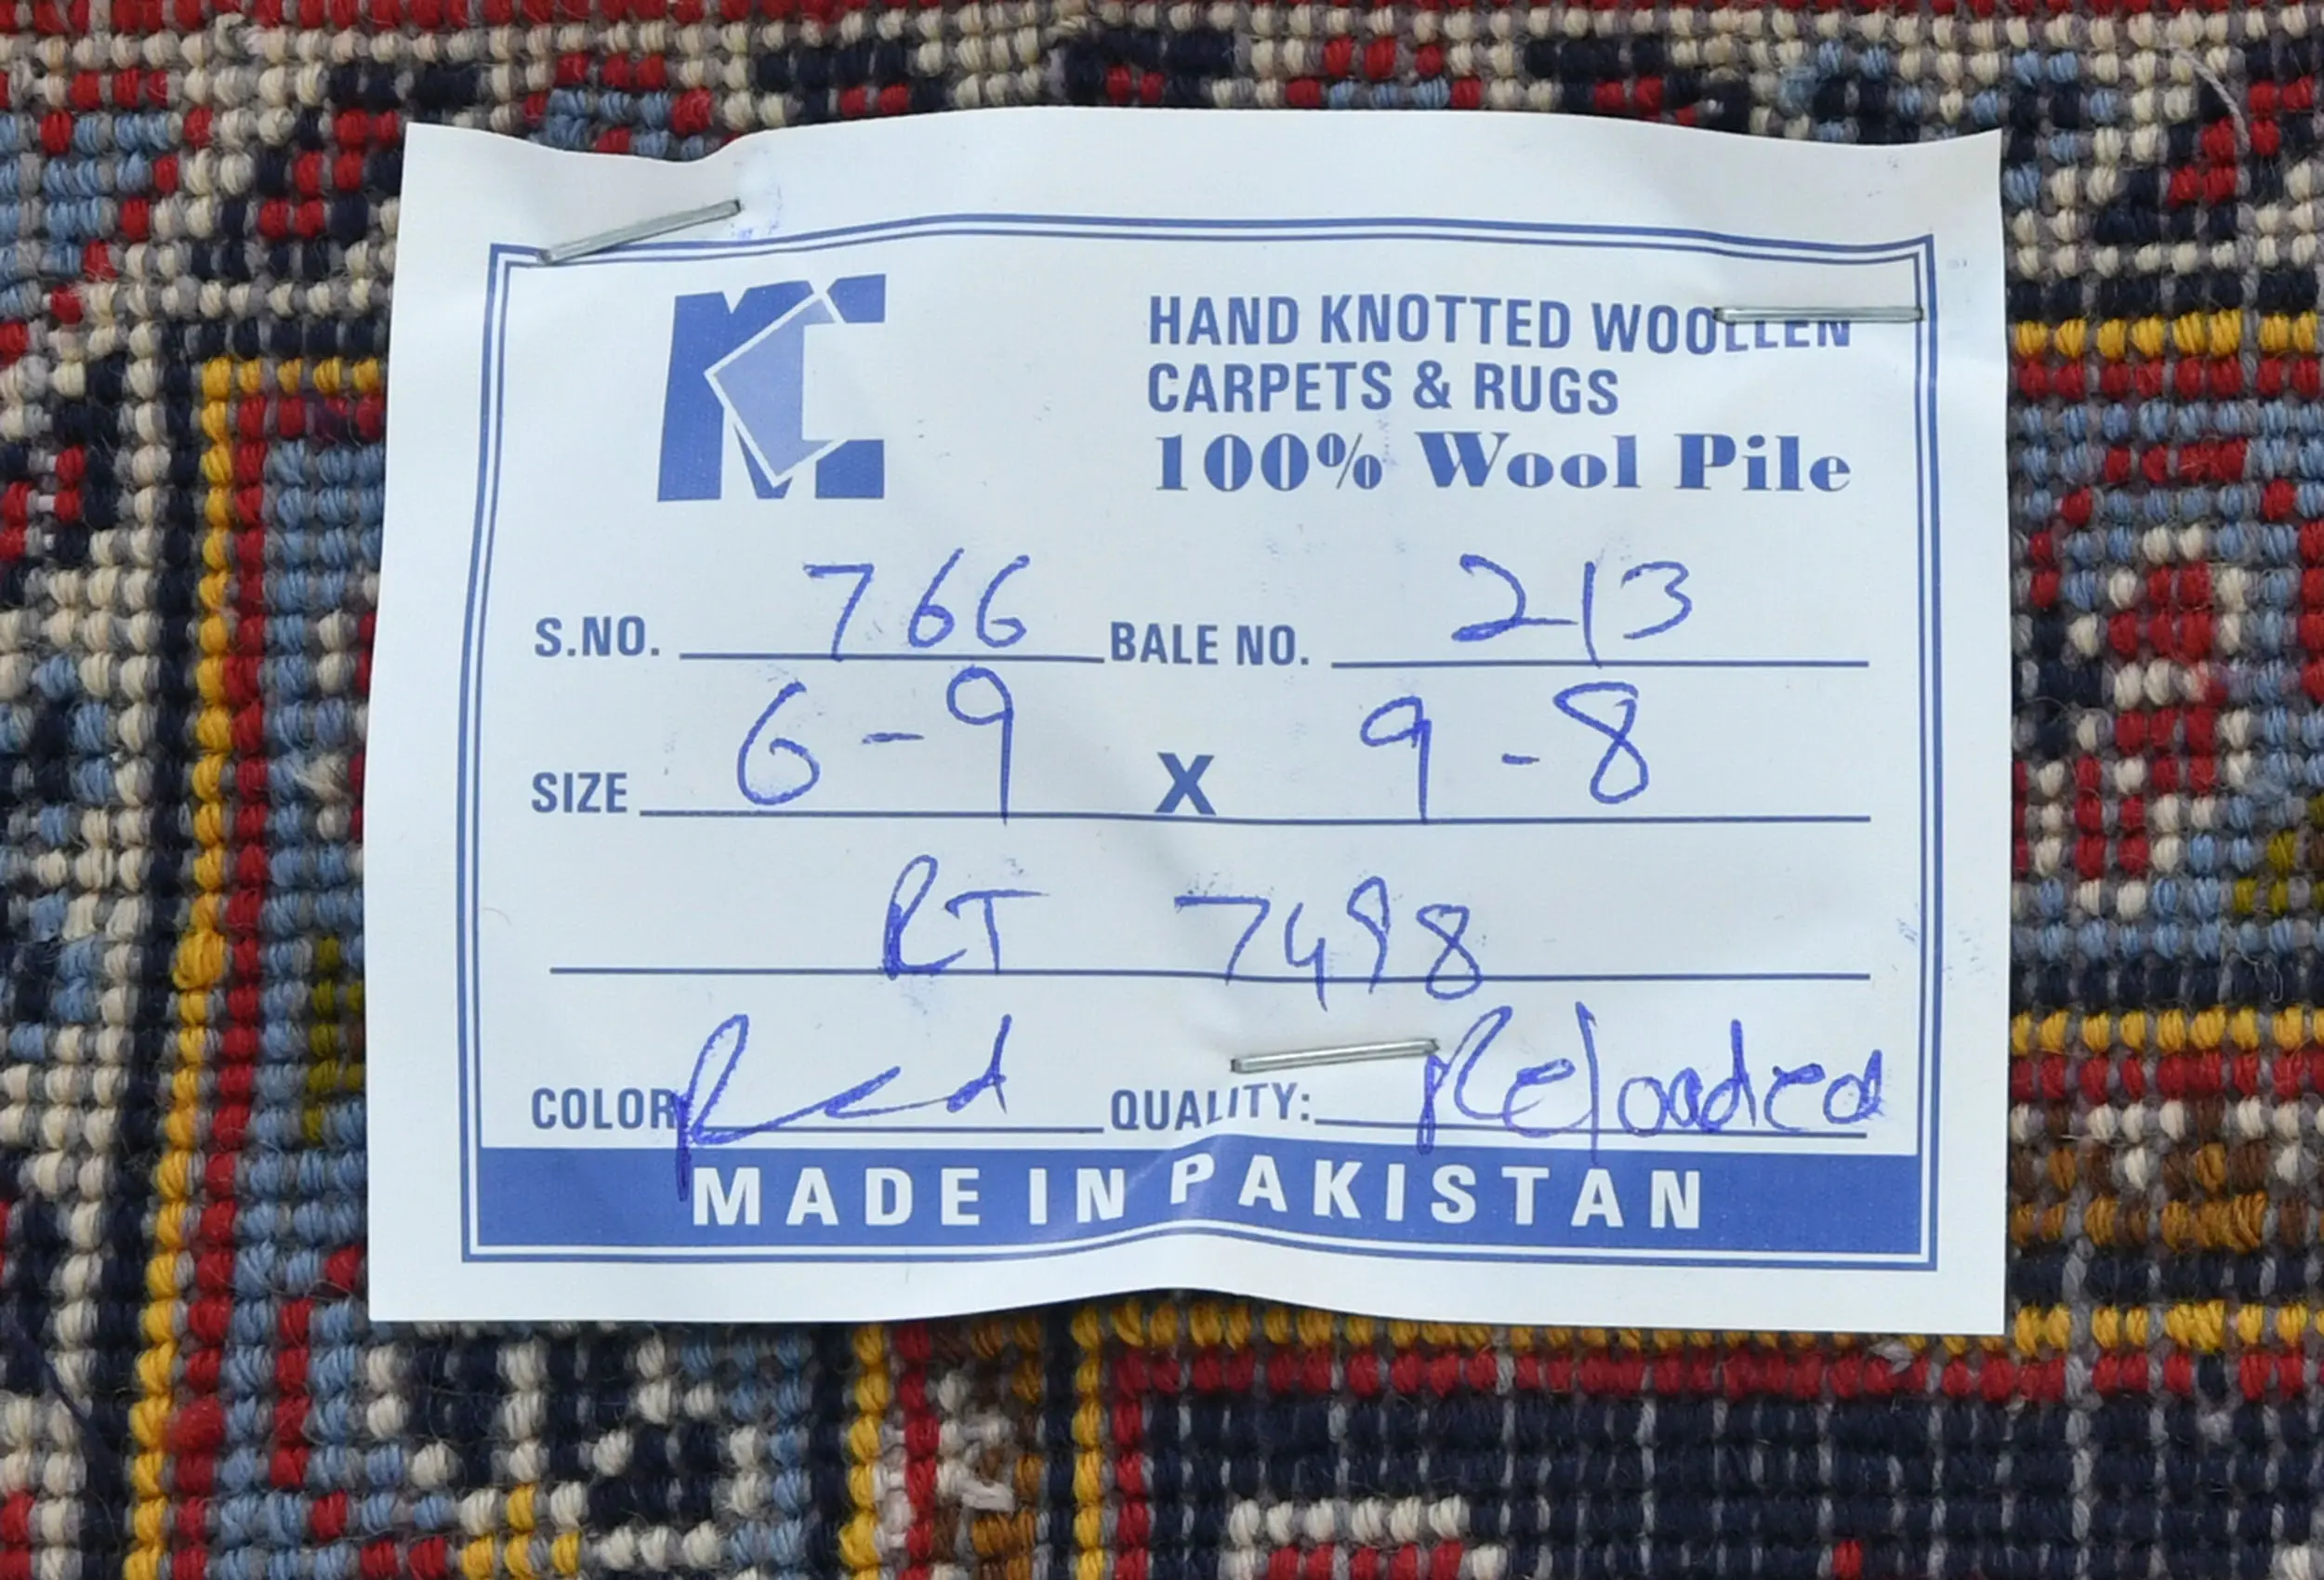 MC
HAND KNOTTED WOOLLEN
CARPETS & RUGS
100% Wool Pile
S.NO. 766 BALE NO. 213
SIZE 6-9 X 9-8
RT 7498
COLOR Red QUALITY: Reloaded
MADE IN PAKISTAN